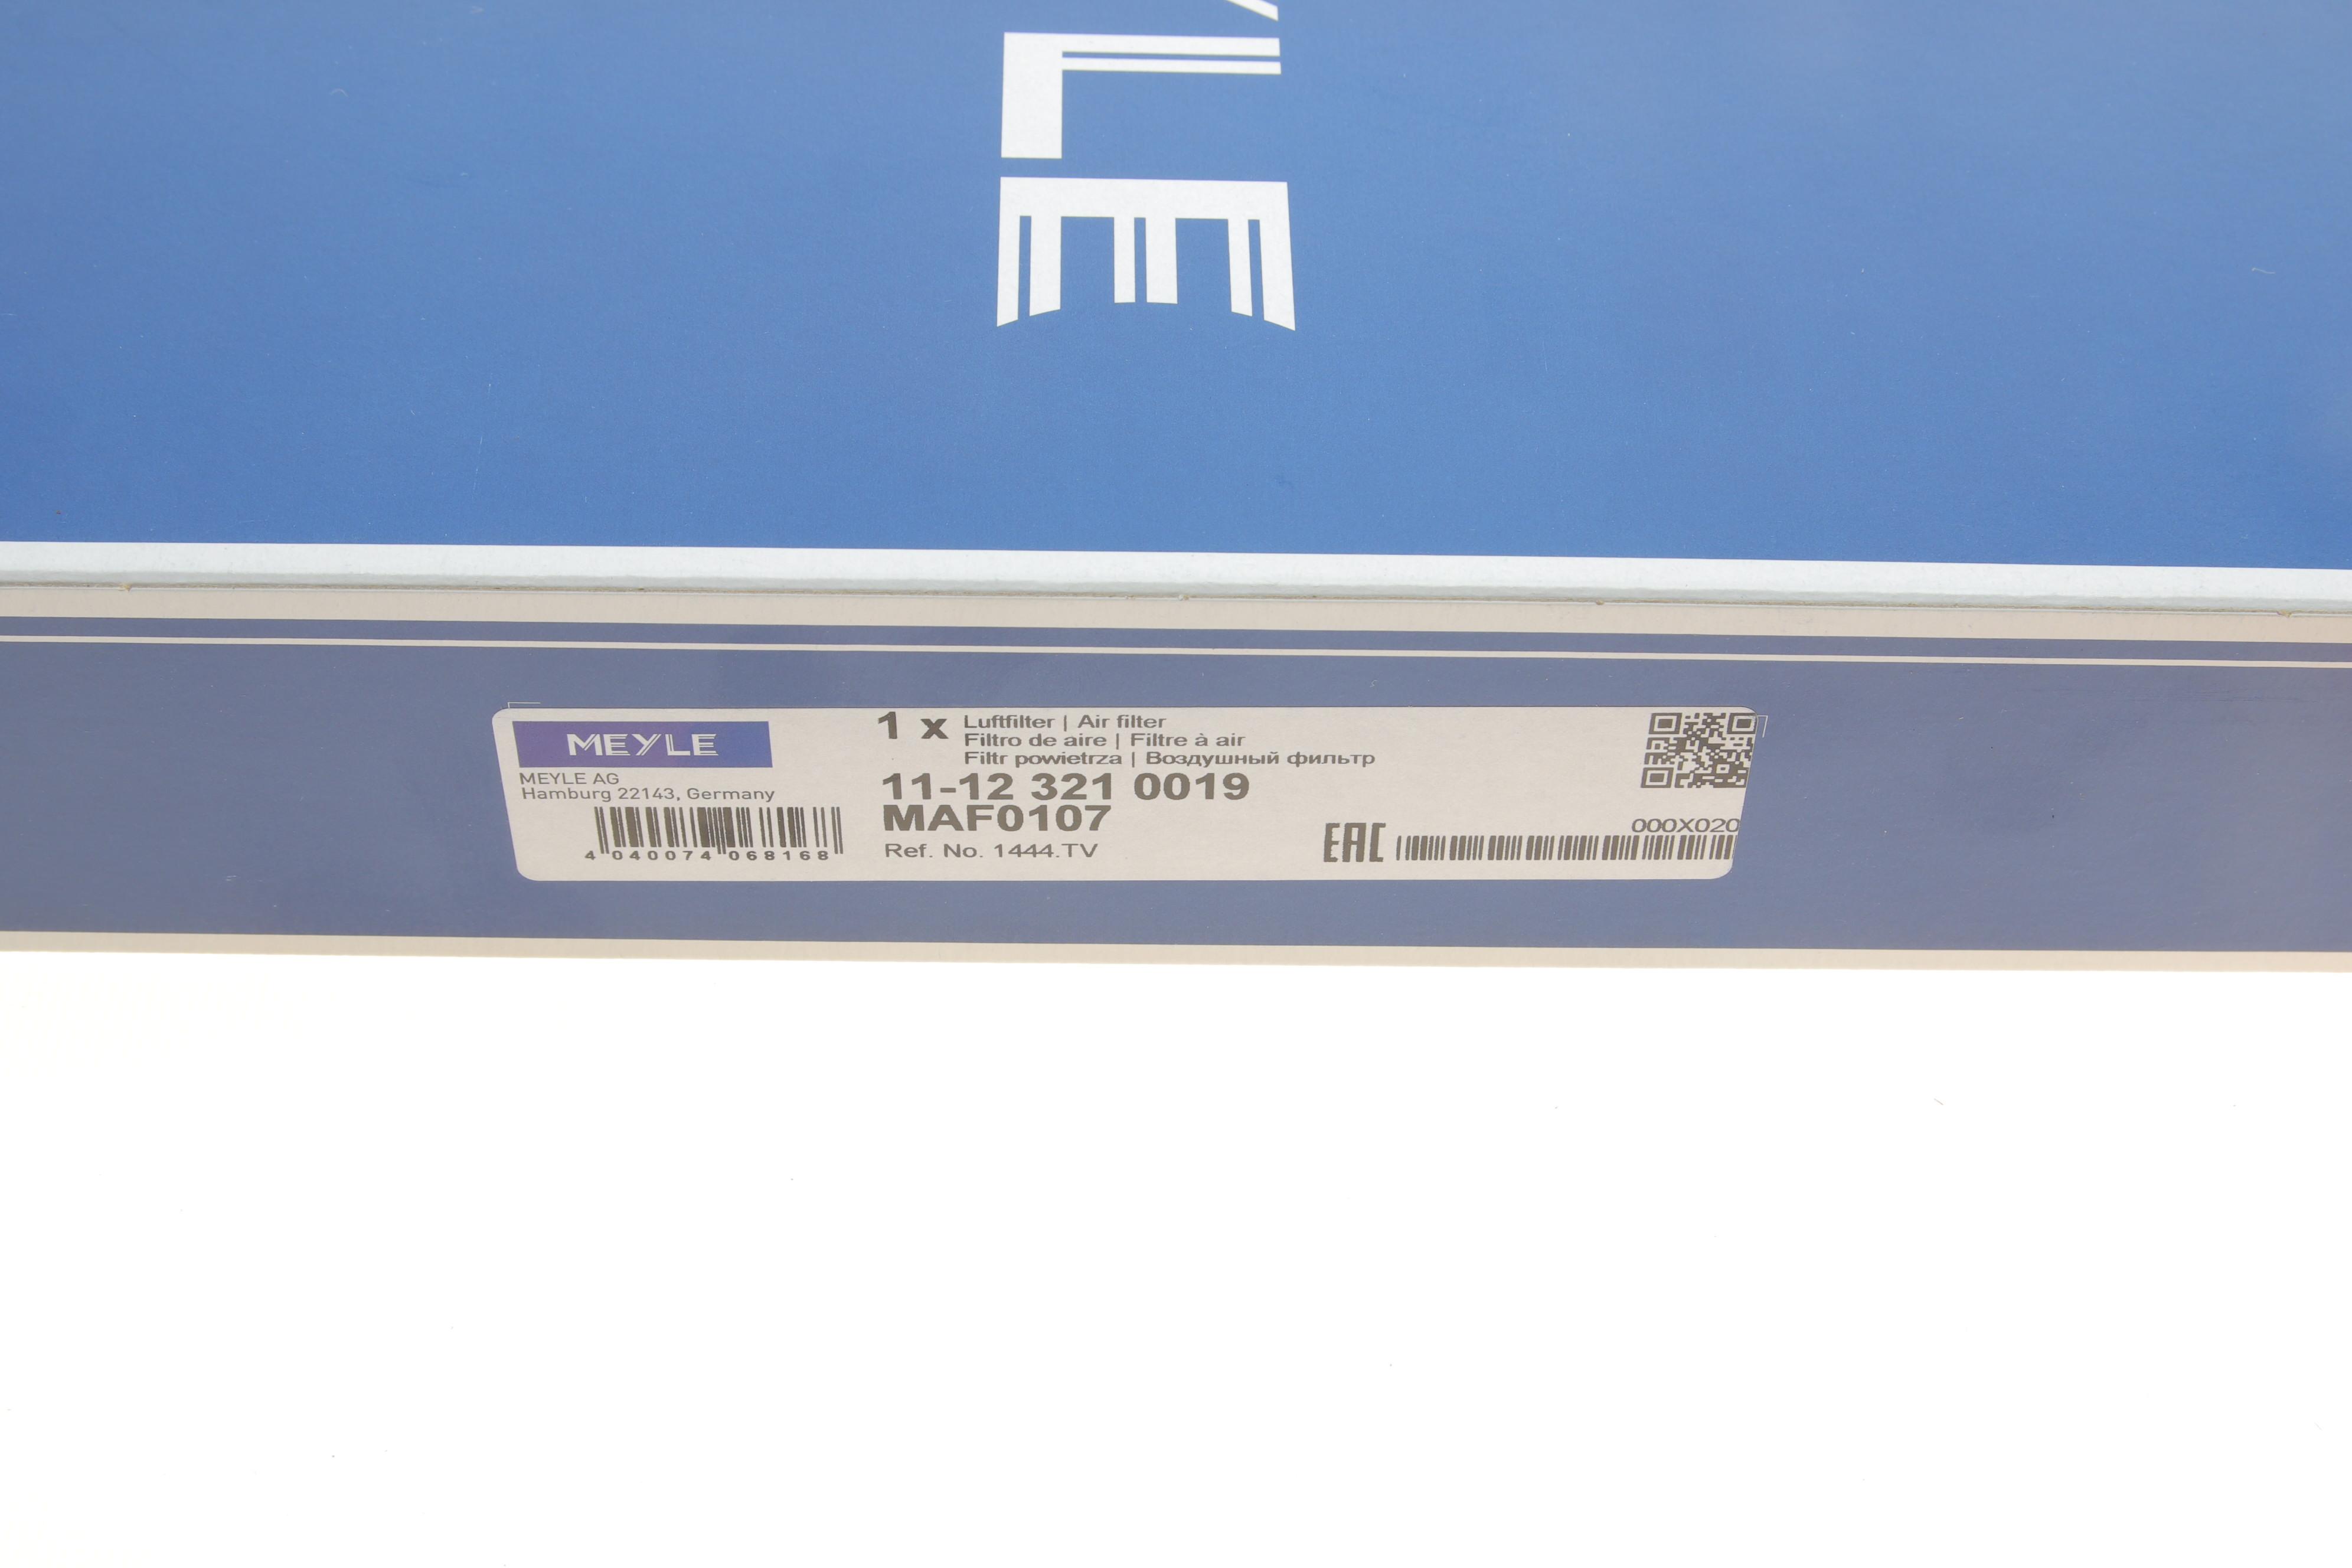 YLE
MEYLE
MEYLE AG
Hamburg 22143, Germany
4 040074 068168
1 x Luftfilter | Air filter
Filtro de aire | Filtre à air
Filtr powietrza | Воздушный фильтр
11-12 321 0019
MAF0107
Ref. No. 1444.TV
EAC
000X020